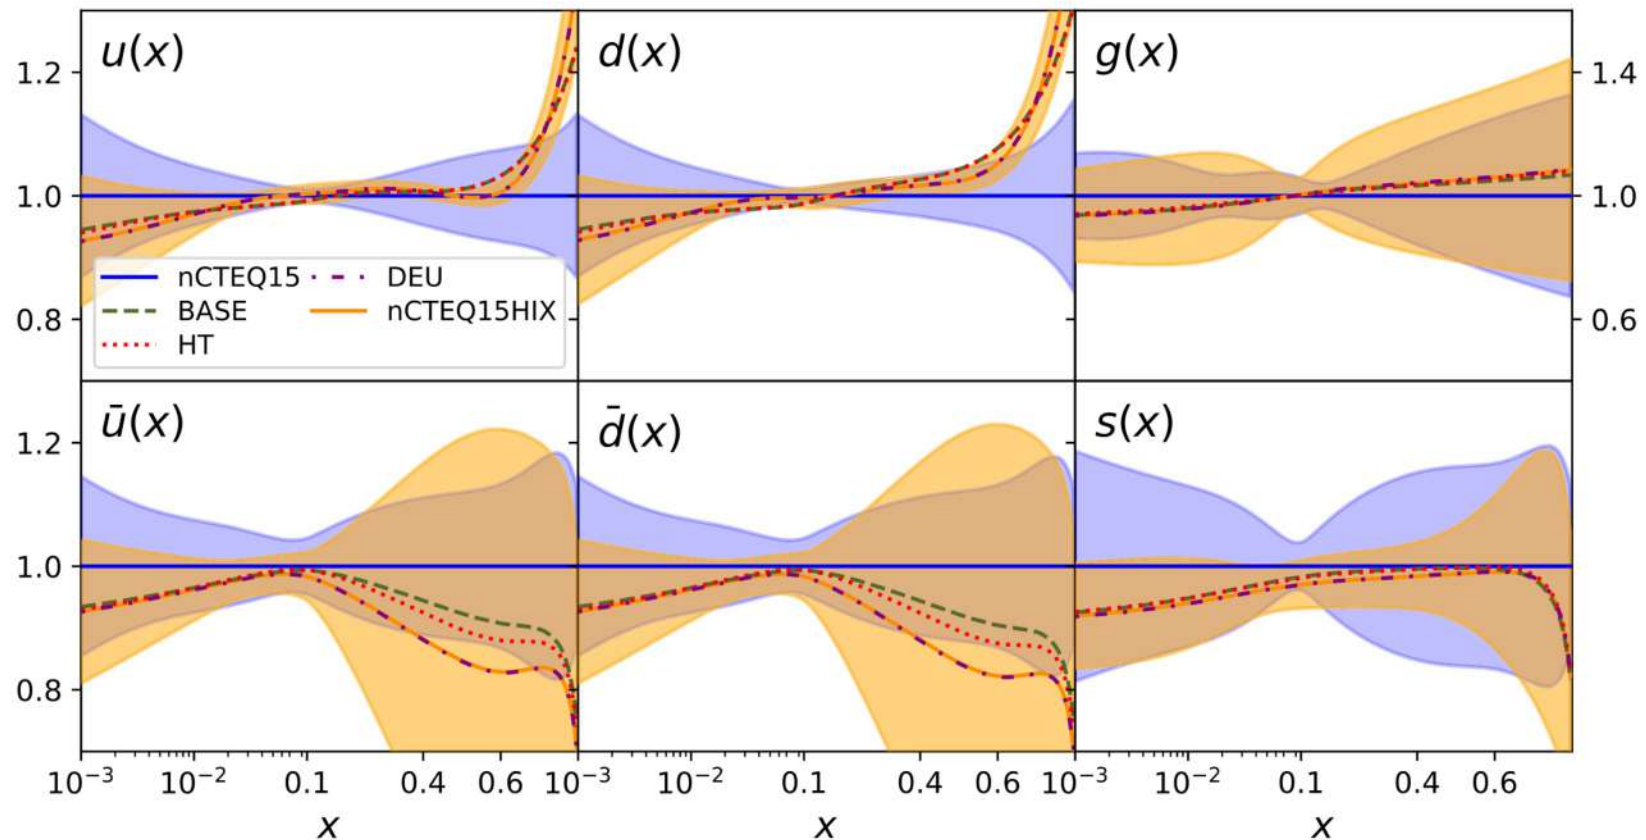 u(x)
d(x)
g(x)
1.2
1.0
0.8
1.4
1.0
0.6
nCTEQ15
BASE
HT
DEU
nCTEQ15HIX
ū(x)
d̄(x)
s(x)
1.2
1.0
0.8
10⁻³ 10⁻² 0.1 0.4 0.6 10⁻³ 10⁻² 0.1 0.4 0.6 10⁻³ 10⁻² 0.1 0.4 0.6
x x x